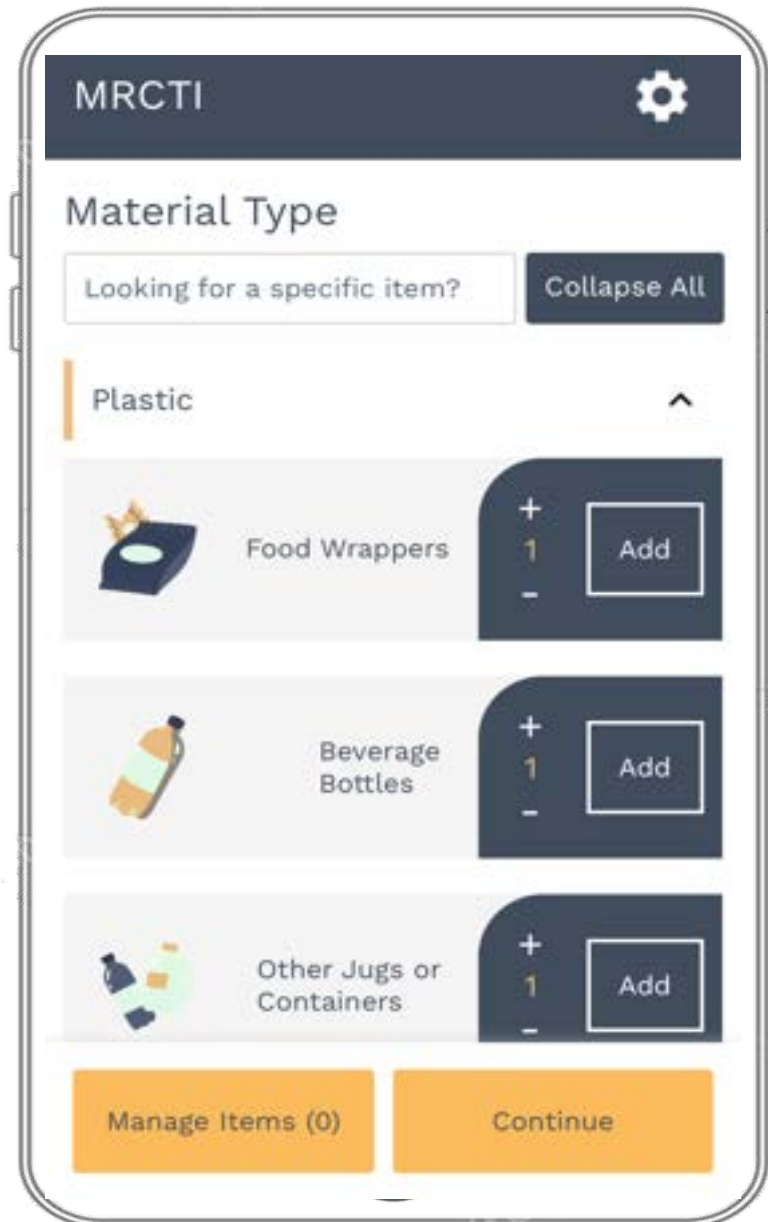 MRCTI
Material Type
Looking for a specific item?
Collapse All
Plastic
Food Wrappers
+
1
-
Add
Beverage
Bottles
+
1
-
Add
Other Jugs or
Containers
+
1
-
Add
Manage Items (0)
Continue